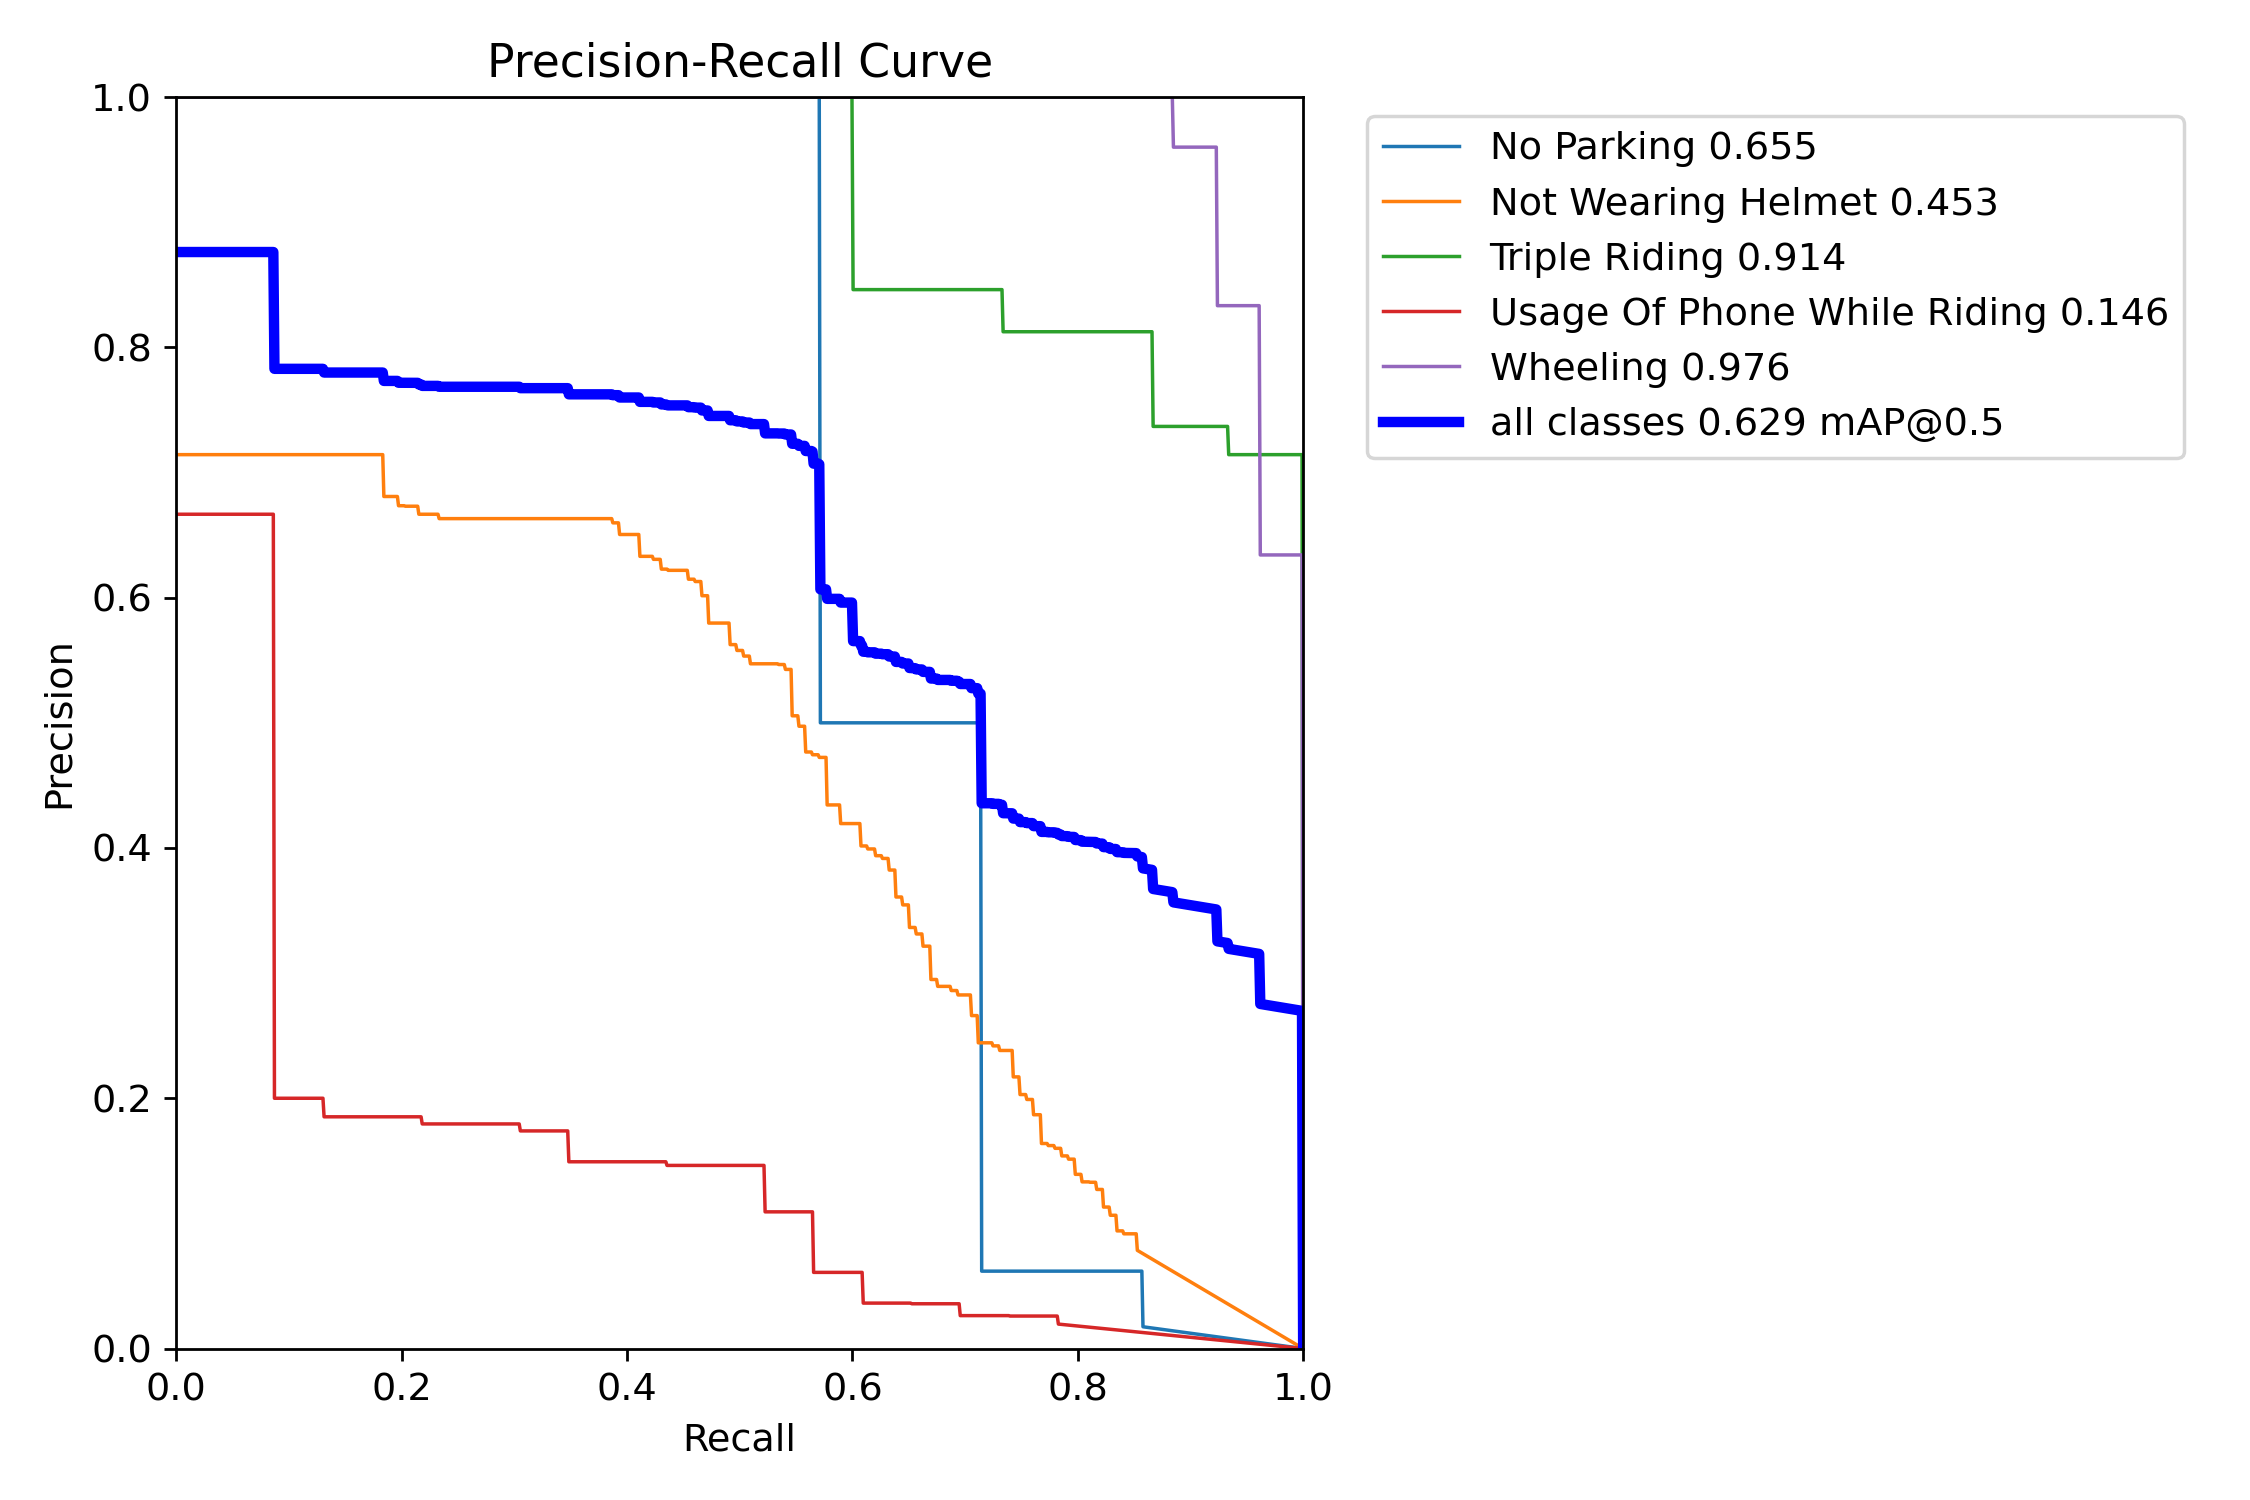 Precision-Recall Curve
1.0
0.8
0.6
0.4
0.2
0.0
Precision
0.0 0.2 0.4 0.6 0.8 1.0
Recall
No Parking 0.655
Not Wearing Helmet 0.453
Triple Riding 0.914
Usage Of Phone While Riding 0.146
Wheeling 0.976
all classes 0.629 mAP@0.5